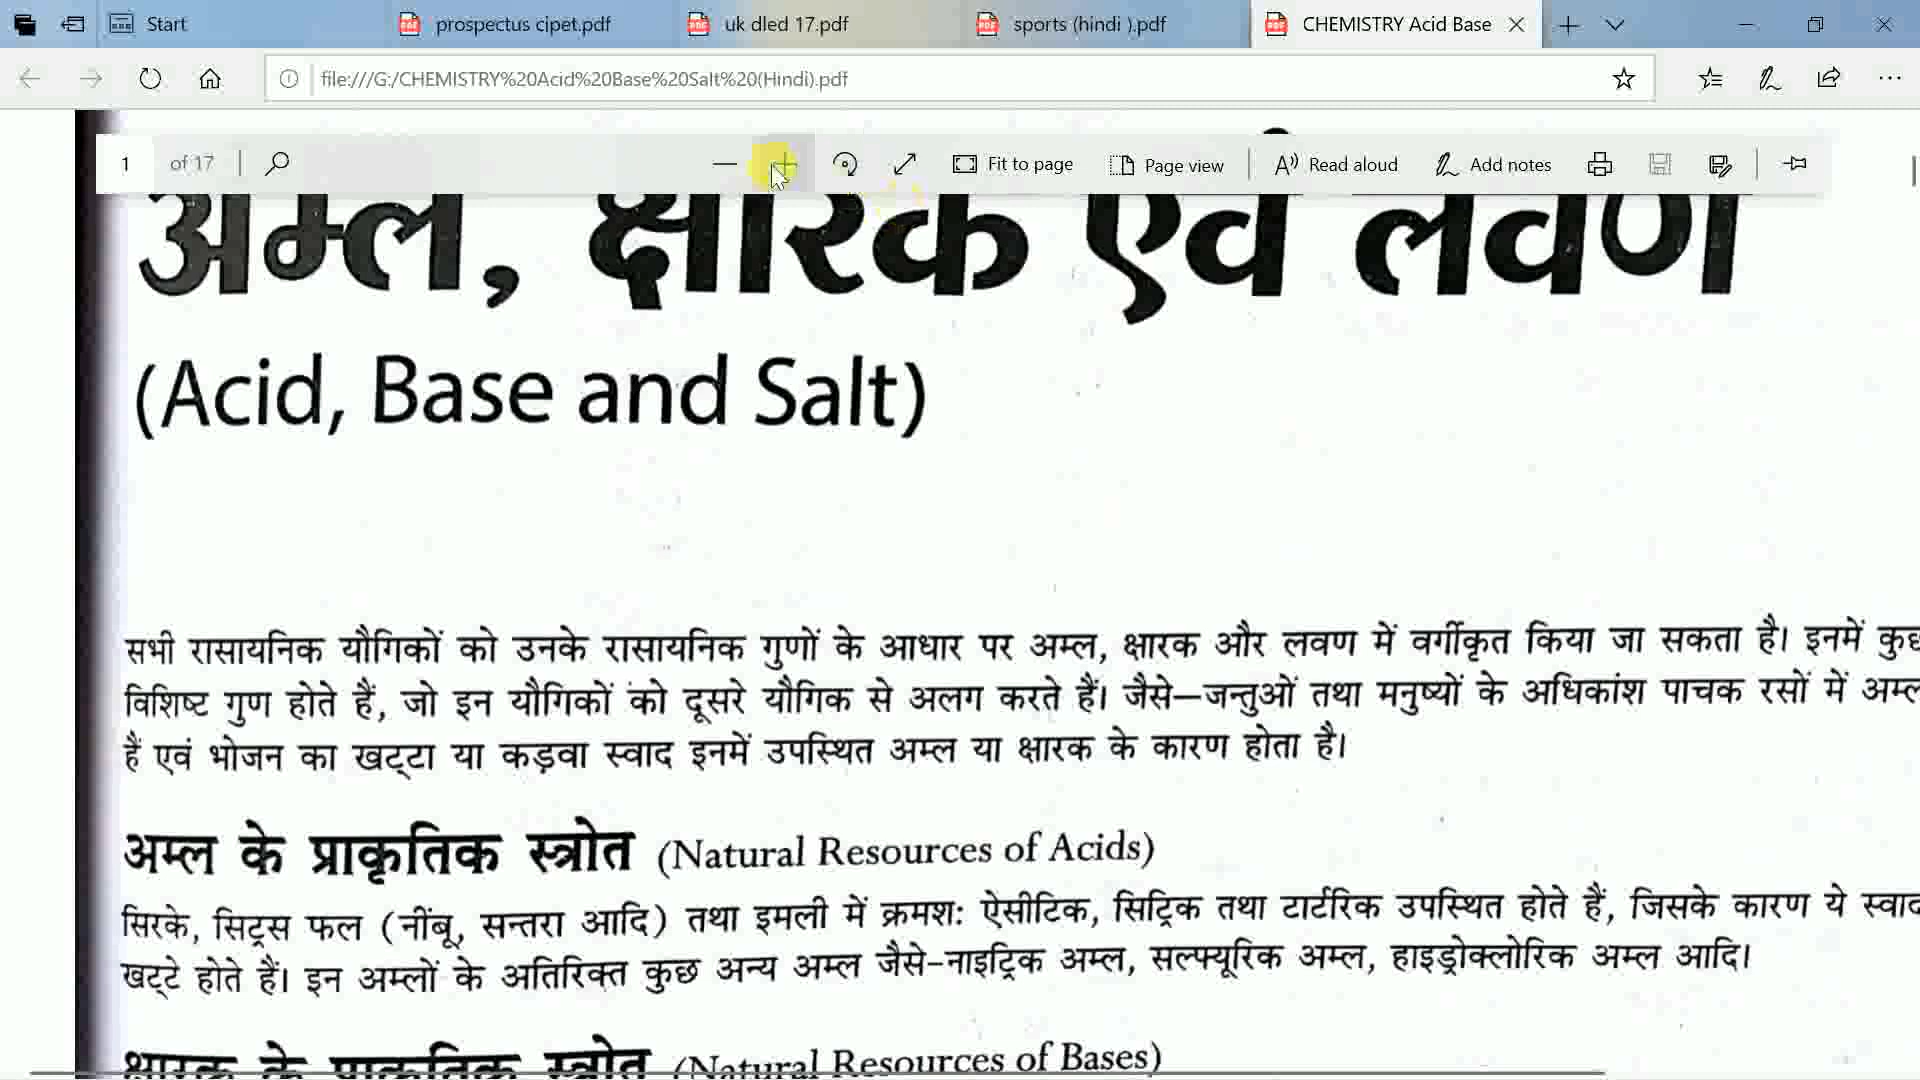 Start
prospectus cipet.pdf
uk dled 17.pdf
sports (hindi ).pdf
CHEMISTRY Acid Base
file:///G:/CHEMISTRY%20Acid%20Base%20Salt%20(Hindi).pdf
1 of 17
Fit to page
Page view
Read aloud
Add notes
अम्ल, क्षारक एवं लवण
(Acid, Base and Salt)
सभी रासायनिक यौगिकों को उनके रासायनिक गुणों के आधार पर अम्ल, क्षारक और लवण में वर्गीकृत किया जा सकता है। इनमें कुछ
विशिष्ट गुण होते हैं, जो इन यौगिकों को दूसरे यौगिक से अलग करते हैं। जैसे–जन्तुओं तथा मनुष्यों के अधिकांश पाचक रसों में अम्ल
हैं एवं भोजन का खट्टा या कड़वा स्वाद इनमें उपस्थित अम्ल या क्षारक के कारण होता है।
अम्ल के प्राकृतिक स्त्रोत (Natural Resources of Acids)
सिरके, सिट्रस फल (नींबू, सन्तरा आदि) तथा इमली में क्रमशः ऐसीटिक, सिट्रिक तथा टार्टरिक उपस्थित होते हैं, जिसके कारण ये स्वाद
खट्टे होते हैं। इन अम्लों के अतिरिक्त कुछ अन्य अम्ल जैसे-नाइट्रिक अम्ल, सल्फ्यूरिक अम्ल, हाइड्रोक्लोरिक अम्ल आदि।
क्षारक के प्राकृतिक स्त्रोत (Natural Resources of Bases)